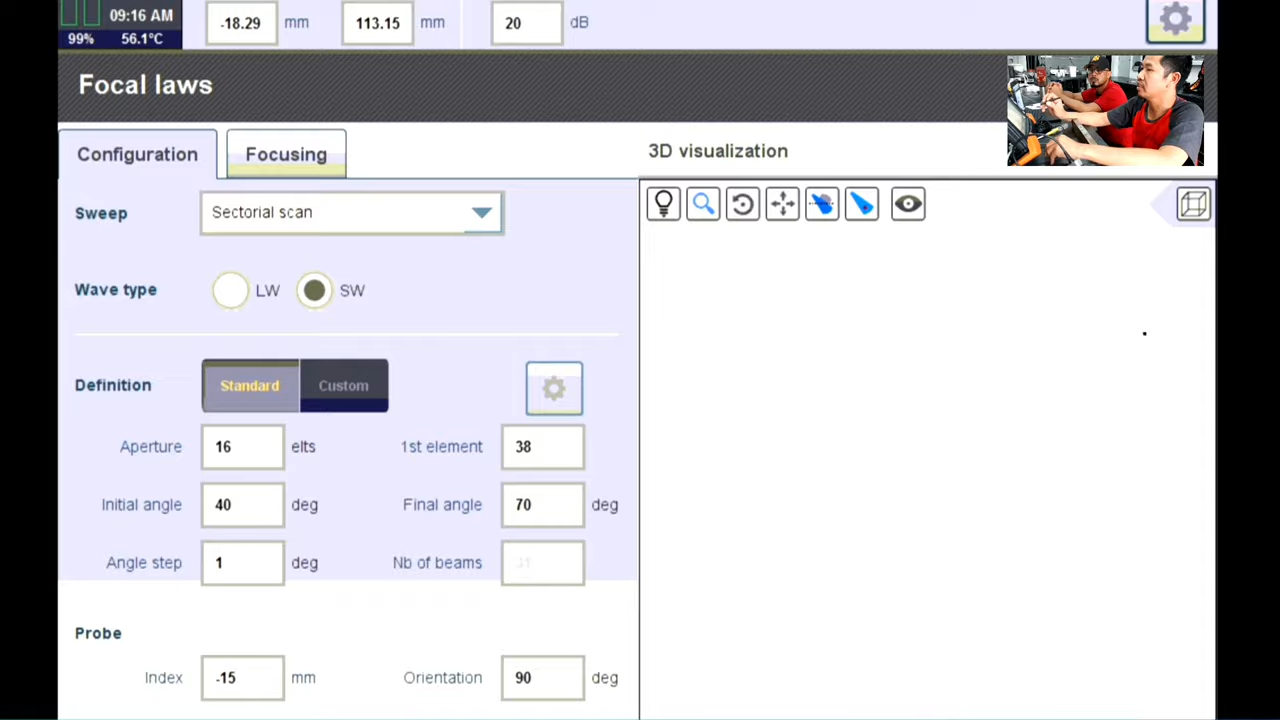 09:16 AM
99% 56.1°C
-18.29 mm 113.15 mm 20 dB
Focal laws
Configuration Focusing
3D visualization
Sweep Sectorial scan
Wave type LW SW
Definition Standard Custom
Aperture 16 elts 1st element 38
Initial angle 40 deg Final angle 70 deg
Angle step 1 deg Nb of beams 31
Probe
Index -15 mm Orientation 90 deg